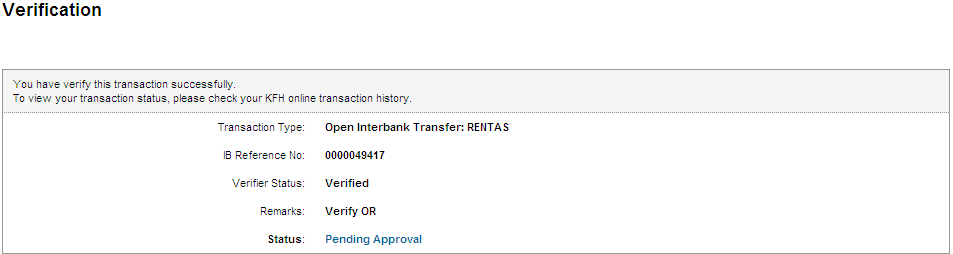 Verification
You have verify this transaction successfully.
To view your transaction status, please check your KFH online transaction history.
Transaction Type: Open Interbank Transfer: RENTAS
IB Reference No: 0000049417
Verifier Status: Verified
Remarks: Verify OR
Status: Pending Approval